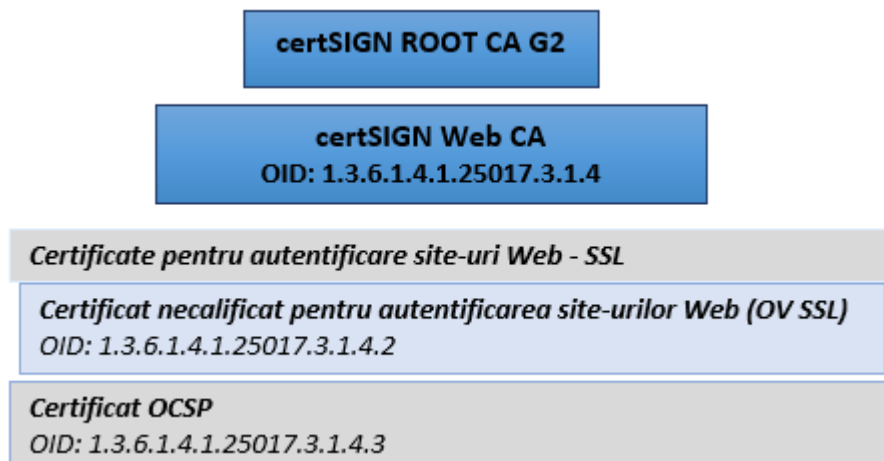 certSIGN ROOT CA G2
certSIGN Web CA
OID: 1.3.6.1.4.1.25017.3.1.4
Certificate pentru autentificare site-uri Web - SSL
Certificat necalificat pentru autentificarea site-urilor Web (OV SSL)
OID: 1.3.6.1.4.1.25017.3.1.4.2
Certificat OCSP
OID: 1.3.6.1.4.1.25017.3.1.4.3